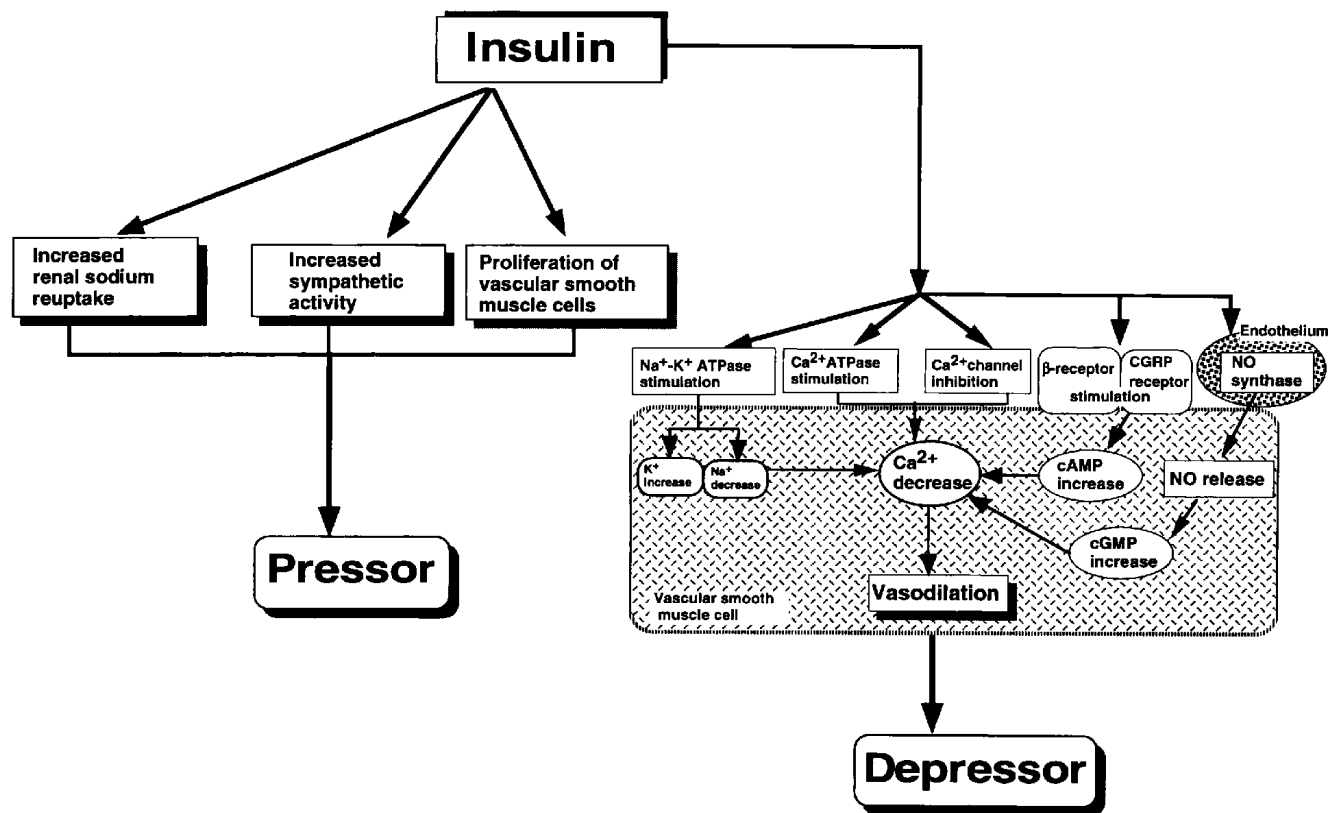 Insulin
Increased
renal sodium
reuptake
Increased
sympathetic
activity
Proliferation of
vascular smooth
muscle cells
Pressor
Na+-K+ ATPase
stimulation
Ca2+ATPase
stimulation
Ca2+channel
inhibition
β-receptor
CGRP
receptor
stimulation
Endothelium
NO
synthase
K+
increase
Na+
decrease
Ca2+
decrease
cAMP
increase
NO release
cGMP
increase
Vasodilation
Vascular smooth
muscle cell
Depressor